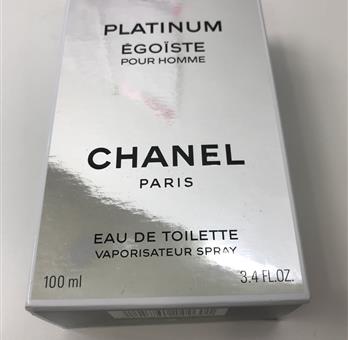 PLATINUM
ÉGOÏSTE
POUR HOMME
CHANEL
PARIS
EAU DE TOILETTE
VAPORISATEUR SPRAY
100 ml 3.4 FL.OZ.